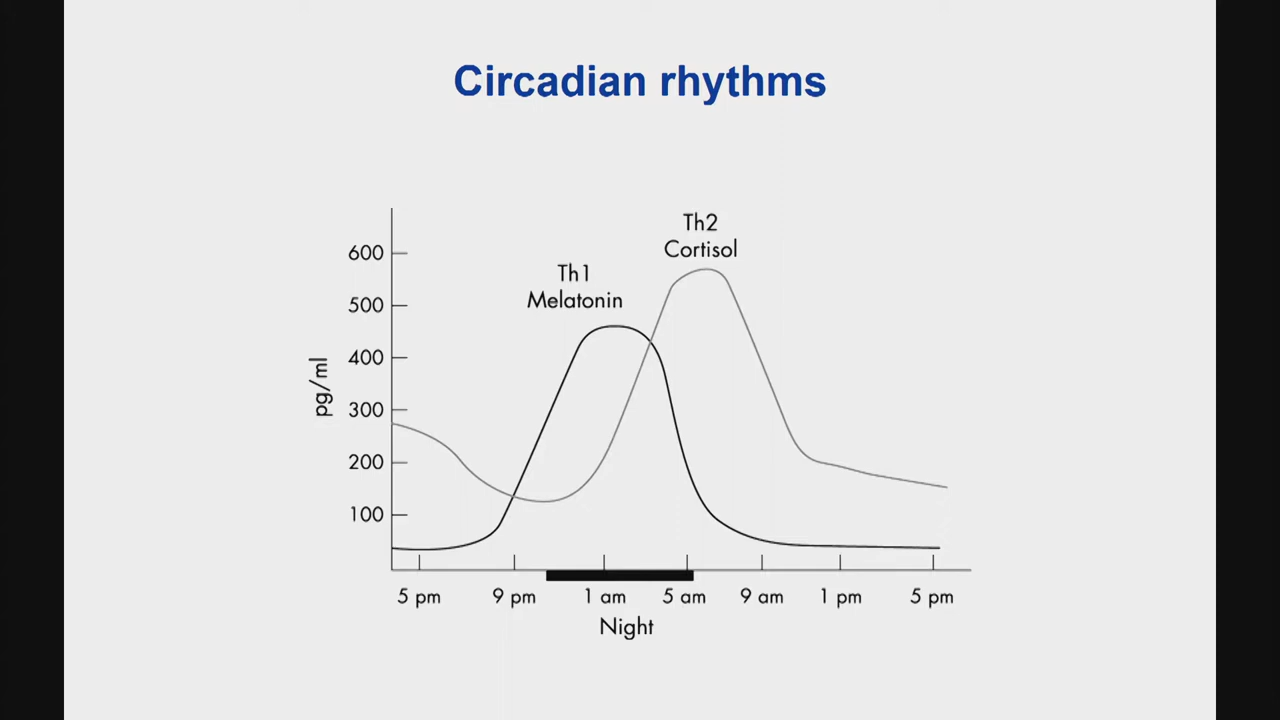 Circadian rhythms
Th2
Cortisol
Th1
Melatonin
600
500
400
300
200
100
pg/ml
5 pm 9 pm 1 am 5 am 9 am 1 pm 5 pm
Night